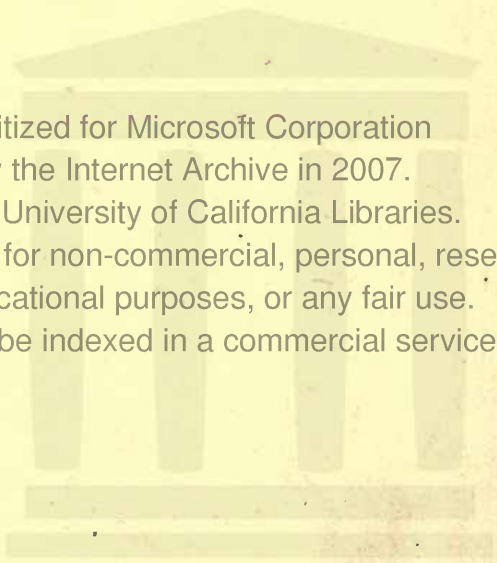 itized for Microsoft Corporation
the Internet Archive in 2007.
University of California Libraries.
for non-commercial, personal, rese
cational purposes, or any fair use.
be indexed in a commercial service